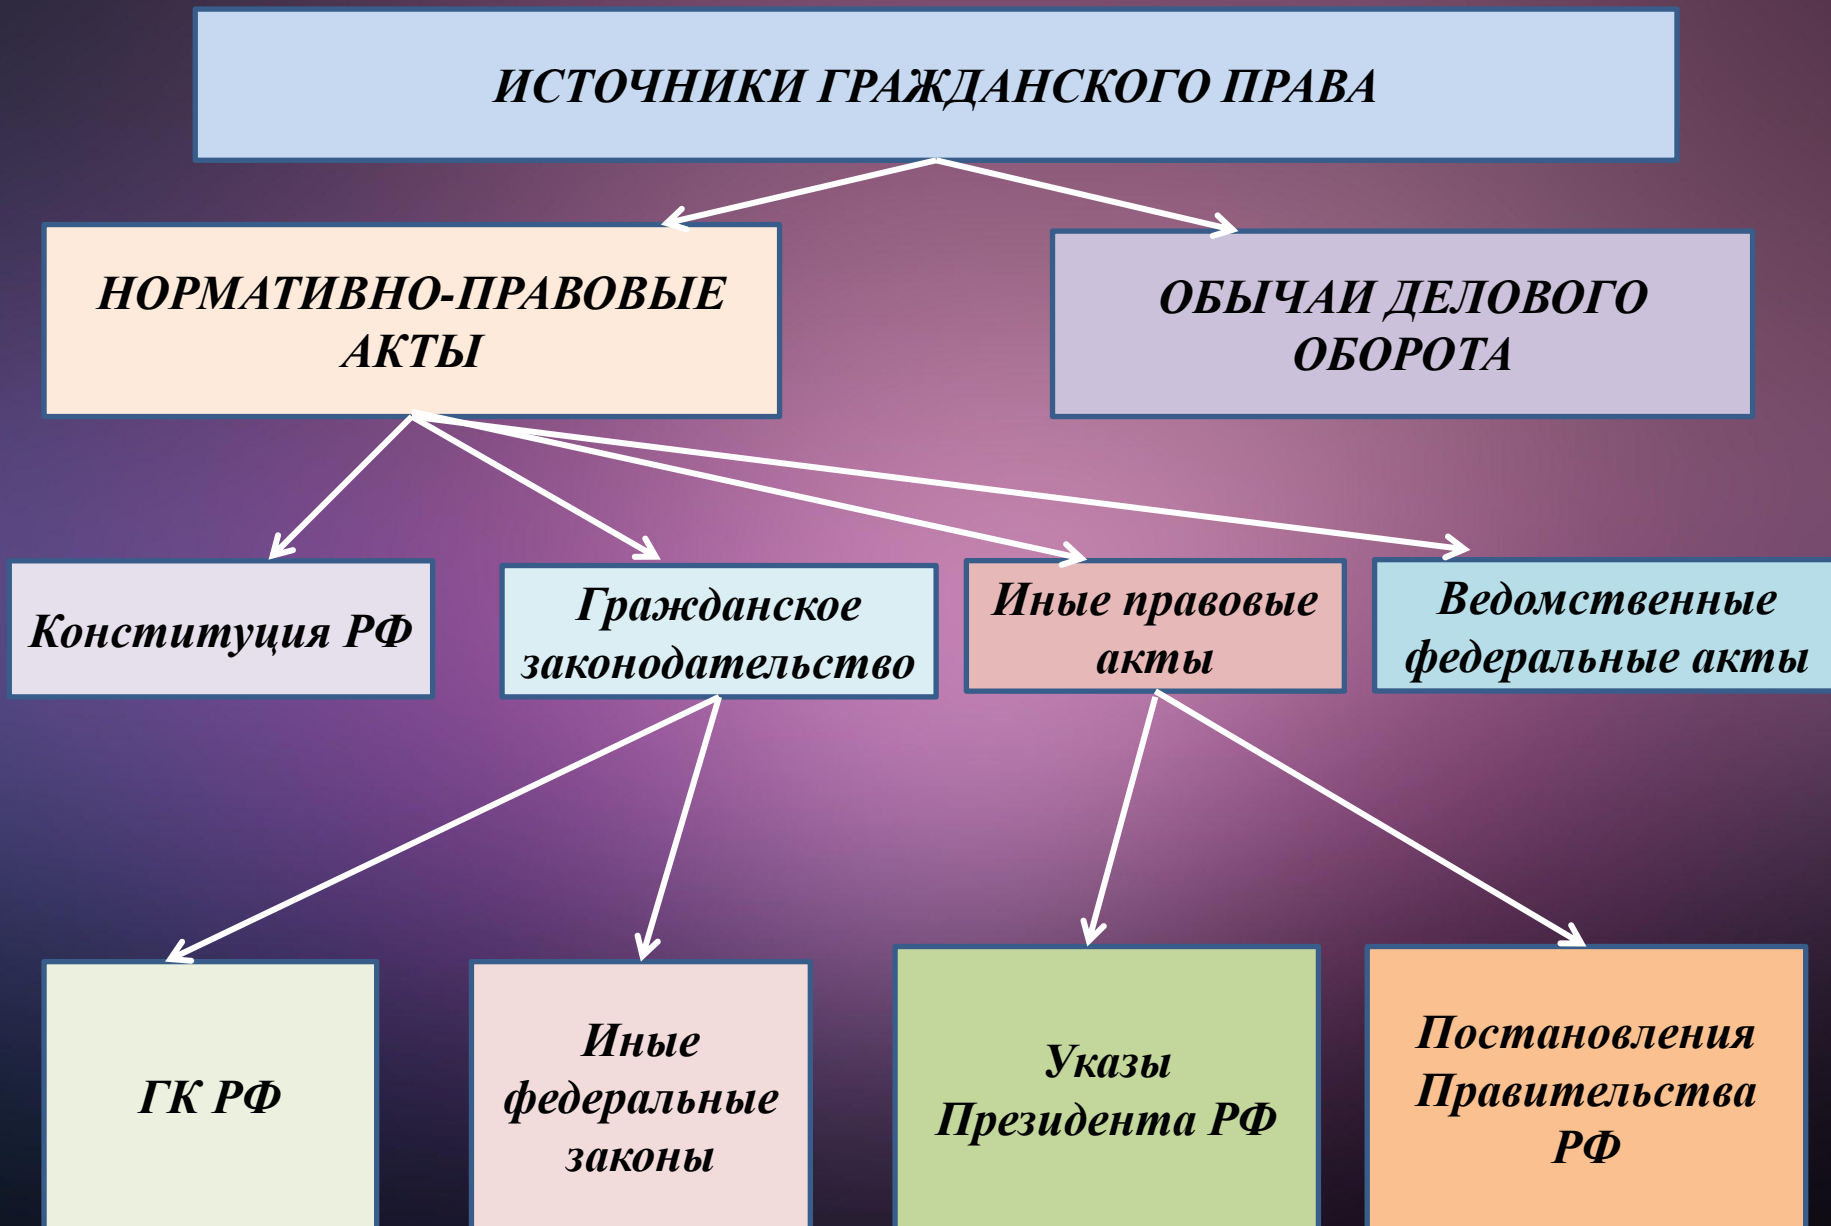 ИСТОЧНИКИ ГРАЖДАНСКОГО ПРАВА
НОРМАТИВНО-ПРАВОВЫЕ
АКТЫ
ОБЫЧАИ ДЕЛОВОГО
ОБОРОТА
Конституция РФ
Гражданское
законодательство
Иные правовые
акты
Ведомственные
федеральные акты
ГК РФ
Иные
федеральные
законы
Указы
Президента РФ
Постановления
Правительства
РФ